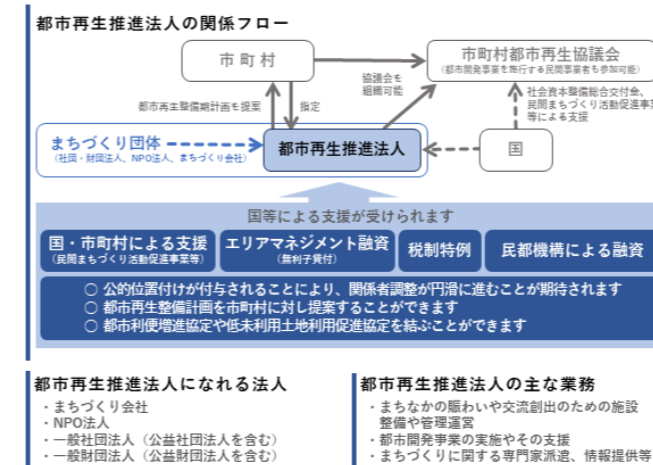 都市再生推進法人の関係フロー
市町村
市町村都市再生協議会
(都市開発事業を施行する民間事業者も参加可能)
協議会を
組織可能
都市再生整備期計画も提案
指定
社会資本整備総合交付金、
民間まちづくり活動促進事業
等による支援
まちづくり団体
(社団・財団法人、NPO法人、まちづくり会社)
都市再生推進法人
国
国等による支援が受けられます
国・市町村による支援
(民間まちづくり活動促進事業等)
エリアマネジメント融資
(無利子貸付)
税制特例
民都機構による融資
○ 公的位置付けが付与されることにより、関係者調整が円滑に進むことが期待されます
○ 都市再生整備計画を市町村に対し提案することができます
○ 都市利便増進協定や低未利用土地利用促進協定を結ぶことができます
都市再生推進法人になれる法人
・まちづくり会社
・NPO法人
・一般社団法人（公益社団法人を含む）
・一般財団法人（公益財団法人を含む）
都市再生推進法人の主な業務
・まちなかの賑わいや交流創出のための施設
整備や管理運営
・都市開発事業の実施やその支援
・まちづくりに関する専門家派遣、情報提供等